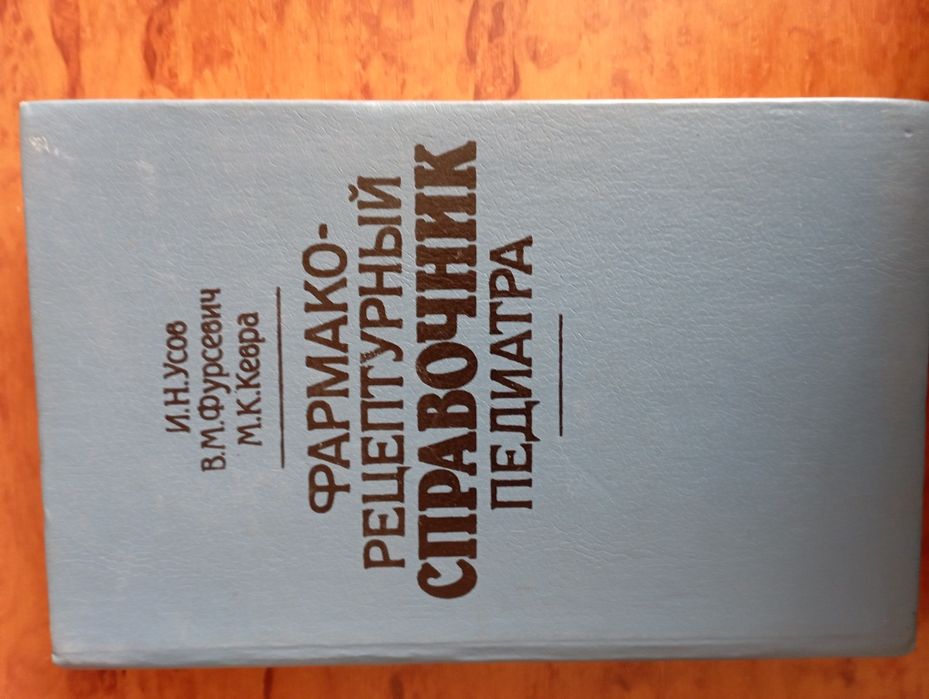 И.Н.Усов
В.М.Фурсевич
М.К.Кевра
ФАРМАКО-
РЕЦЕПТУРНЫЙ
СПРАВОЧНИК
ПЕДИАТРА